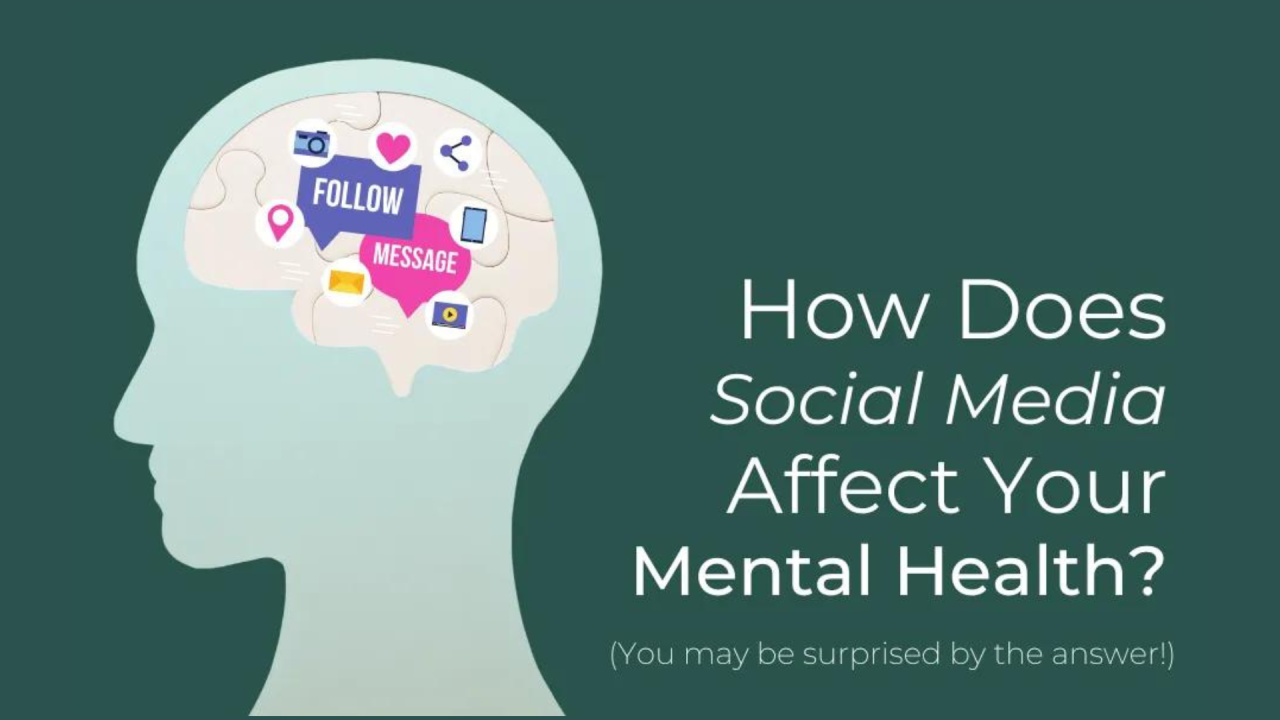 FOLLOW
MESSAGE
How Does
Social Media
Affect Your
Mental Health?
(You may be surprised by the answer!)